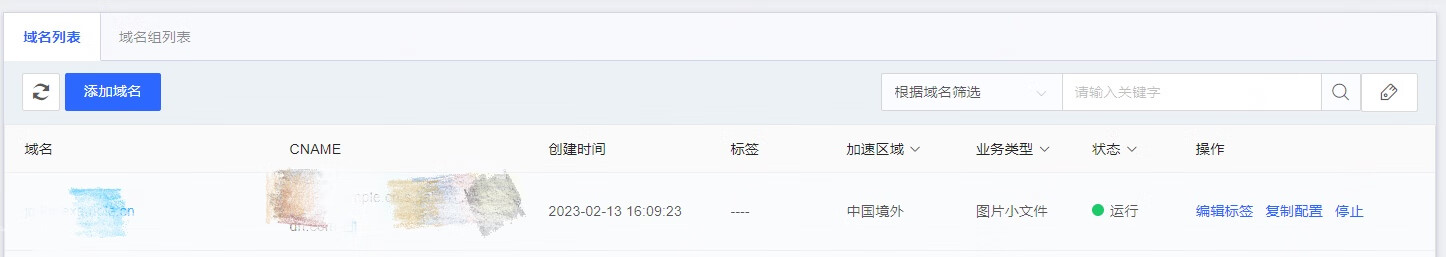 域名列表 域名组列表
添加域名 根据域名筛选 请输入关键字
域名 CNAME 创建时间 标签 加速区域 业务类型 状态 操作
2023-02-13 16:09:23 ---- 中国境外 图片小文件 运行 编辑标签 复制配置 停止